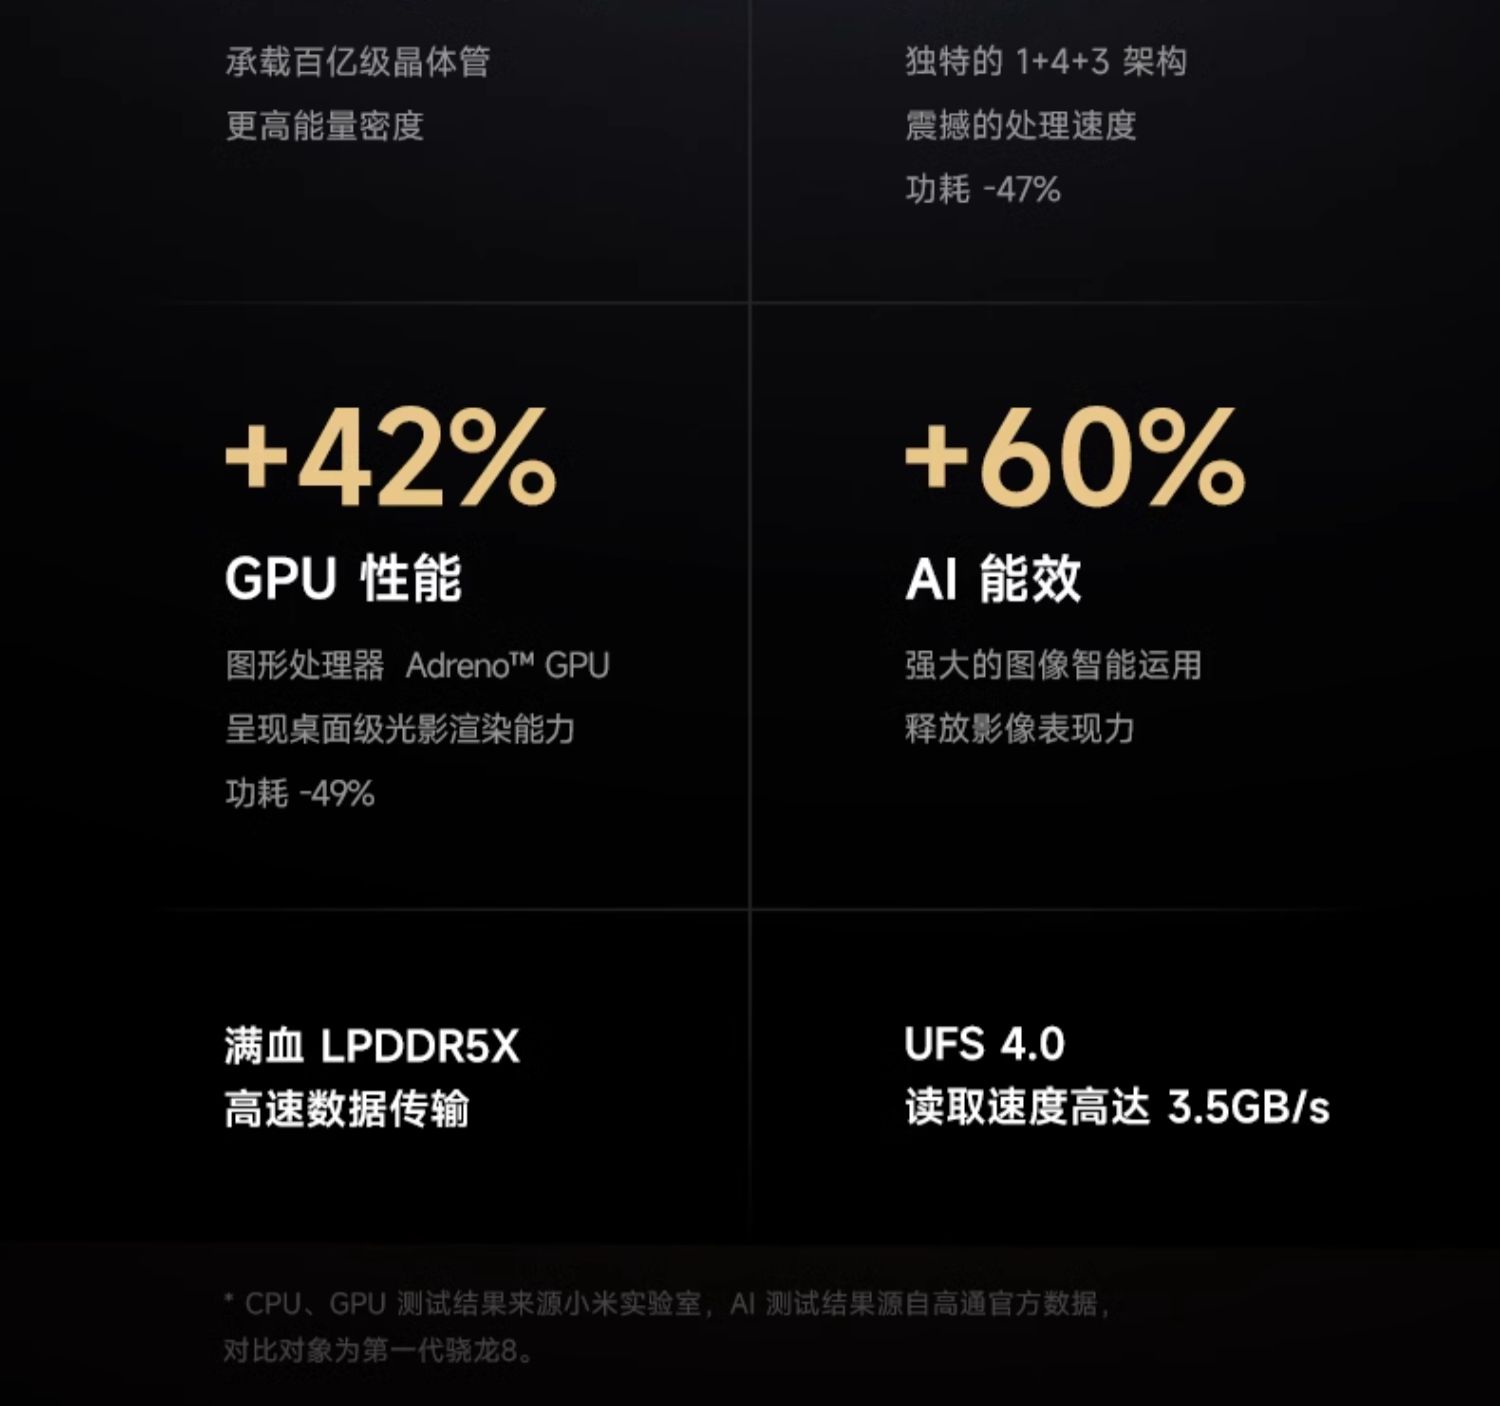 承载百亿级晶体管
更高能量密度
独特的 1+4+3 架构
震撼的处理速度
功耗 -47%
+42%
GPU 性能
图形处理器 Adreno™ GPU
呈现桌面级光影渲染能力
功耗 -49%
+60%
AI 能效
强大的图像智能运用
释放影像表现力
满血 LPDDR5X
高速数据传输
UFS 4.0
读取速度高达 3.5GB/s
* CPU、GPU 测试结果来源小米实验室，AI 测试结果源自高通官方数据，
对比对象为第一代骁龙8。